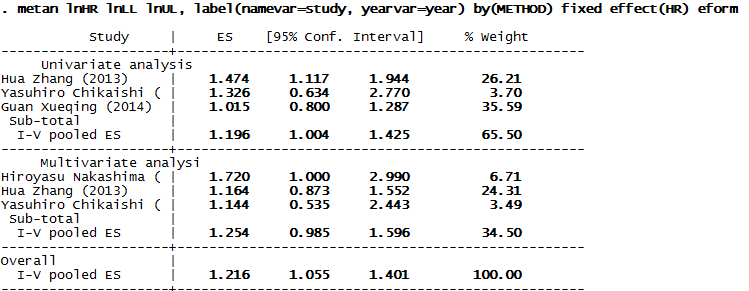 . metan lnHR lnLL lnUL, label(namevar=study, yearvar=year) by(METHOD) fixed effect(HR) eform
Study | ES [95% Conf. Interval] % Weight
Univariate analysis
Hua Zhang (2013) | 1.474 1.117 1.944 26.21
Yasuhiro Chikaishi ( | 1.326 0.634 2.770 3.70
Guan Xueqing (2014) | 1.015 0.800 1.287 35.59
Sub-total |
I-V pooled ES | 1.196 1.004 1.425 65.50
Multivariate analysi
Hiroyasu Nakashima ( | 1.720 1.000 2.990 6.71
Hua Zhang (2013) | 1.164 0.873 1.552 24.31
Yasuhiro Chikaishi ( | 1.144 0.535 2.443 3.49
Sub-total |
I-V pooled ES | 1.254 0.985 1.596 34.50
Overall |
I-V pooled ES | 1.216 1.055 1.401 100.00